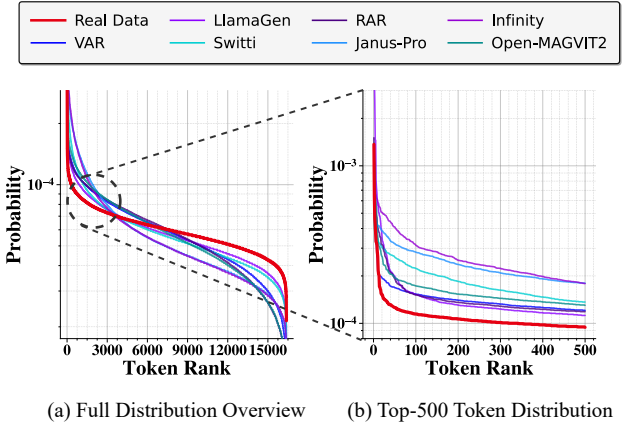 Real Data LlamaGen RAR Infinity
VAR Switti Janus-Pro Open-MAGVIT2
Probability
10⁻⁴
0 3000 6000 9000 12000 15000
Token Rank
(a) Full Distribution Overview
Probability
10⁻³
10⁻⁴
0 100 200 300 400 500
Token Rank
(b) Top-500 Token Distribution